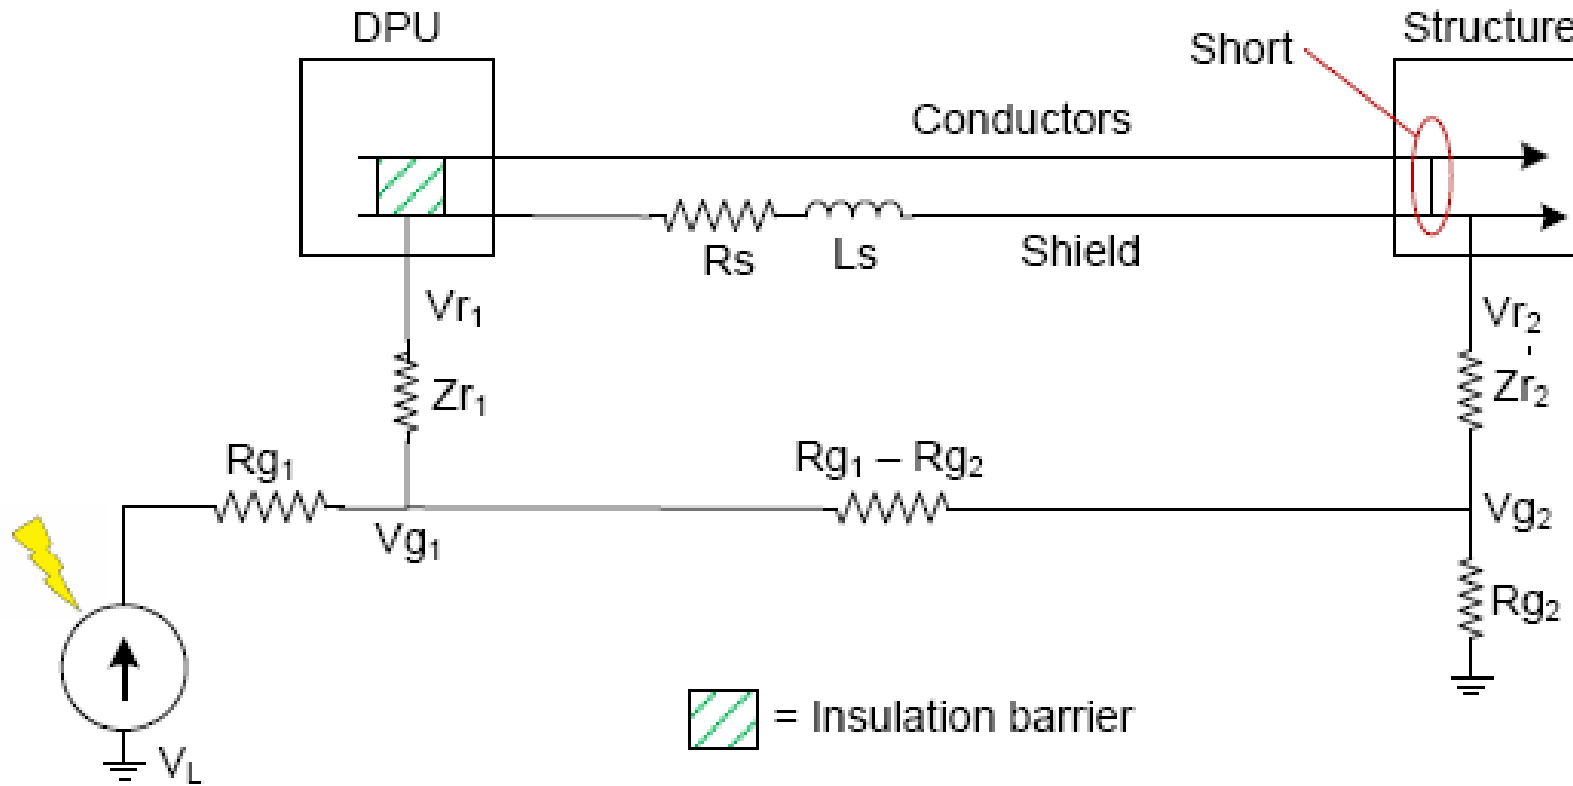 DPU
Structure
Short
Conductors
Rs
Ls
Shield
Vr₁
Vr₂
Zr₁
Zr₂
Rg₁
Rg₁ – Rg₂
Vg₁
Vg₂
Rg₂
= Insulation barrier
V_L